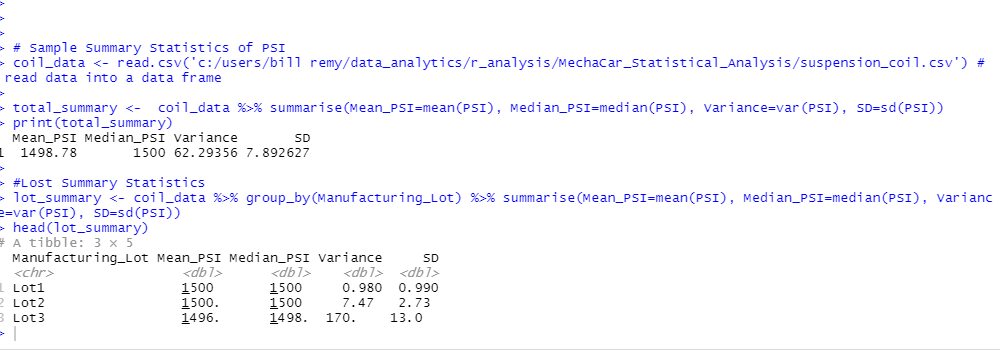 >
>
>
> # Sample Summary Statistics of PSI
> coil_data <- read.csv('c:/users/bill remy/data_analytics/r_analysis/MechaCar_Statistical_Analysis/suspension_coil.csv') #
read data into a data frame
>
> total_summary <-  coil_data %>% summarise(Mean_PSI=mean(PSI), Median_PSI=median(PSI), Variance=var(PSI), SD=sd(PSI))
> print(total_summary)
  Mean_PSI Median_PSI Variance       SD
1  1498.78       1500 62.29356 7.892627
>
> #Lost Summary Statistics
> lot_summary <- coil_data %>% group_by(Manufacturing_Lot) %>% summarise(Mean_PSI=mean(PSI), Median_PSI=median(PSI), Varianc
e=var(PSI), SD=sd(PSI))
> head(lot_summary)
# A tibble: 3 × 5
  Manufacturing_Lot Mean_PSI Median_PSI Variance     SD
  <chr>                <dbl>      <dbl>    <dbl>  <dbl>
1 Lot1                 1500       1500     0.980  0.990
2 Lot2                 1500.      1500     7.47   2.73
3 Lot3                 1496.      1498.  170.    13.0
>